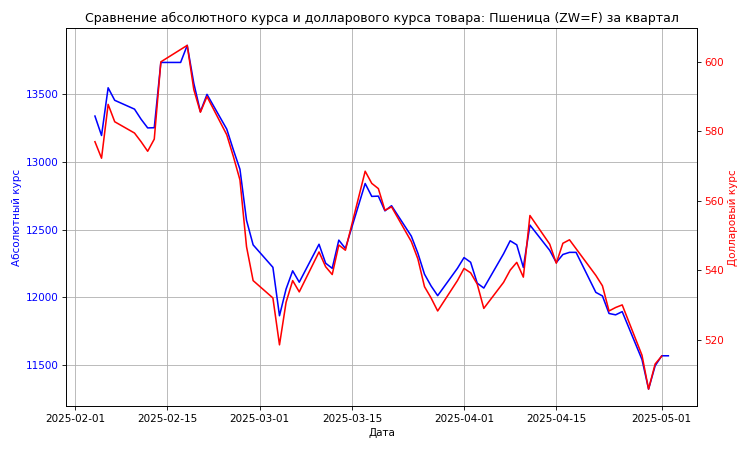 Сравнение абсолютного курса и долларового курса товара: Пшеница (ZW=F) за квартал
Абсолютный курс
13500
13000
12500
12000
11500
600
580
560
540
520
Долларовый курс
2025-02-01 2025-02-15 2025-03-01 2025-03-15 2025-04-01 2025-04-15 2025-05-01
Дата